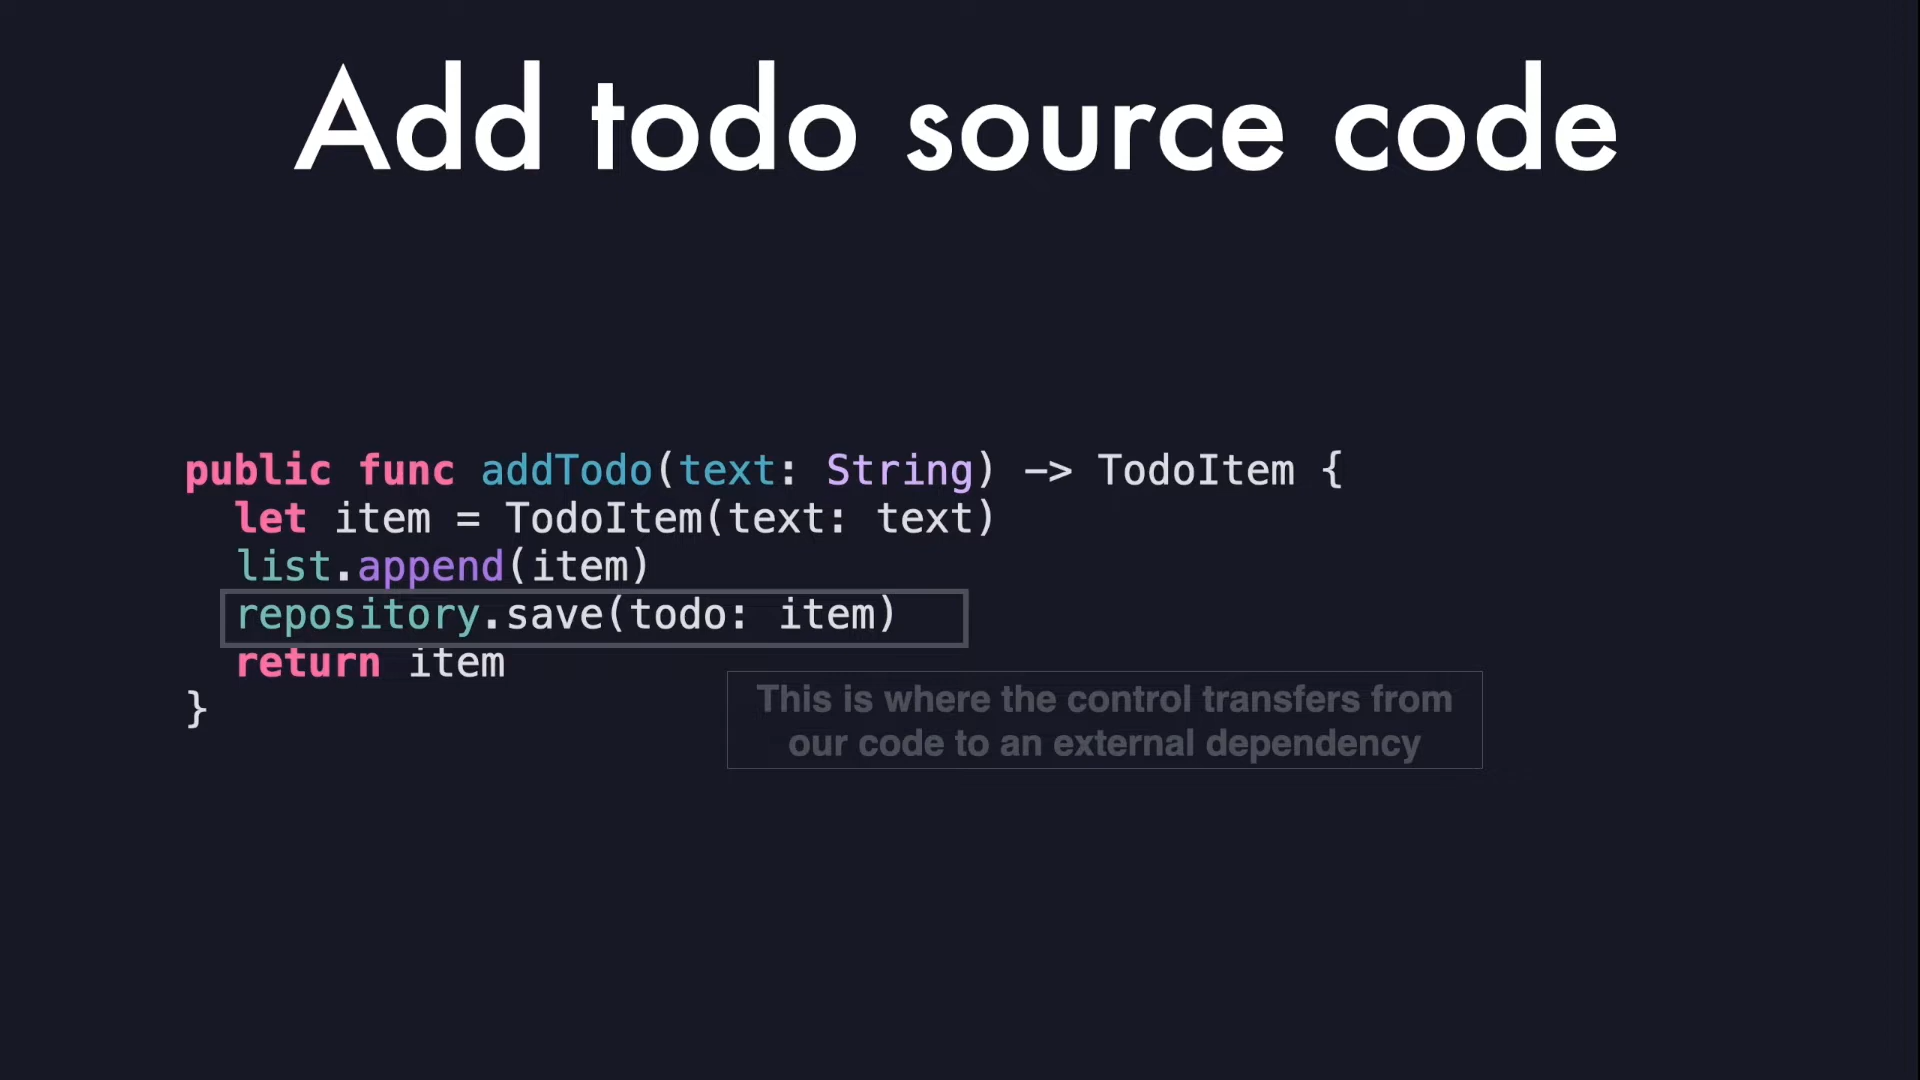 Add todo source code
public func addTodo(text: String) -> TodoItem {
  let item = TodoItem(text: text)
  list.append(item)
  repository.save(todo: item)
  return item
}
This is where the control transfers from
our code to an external dependency